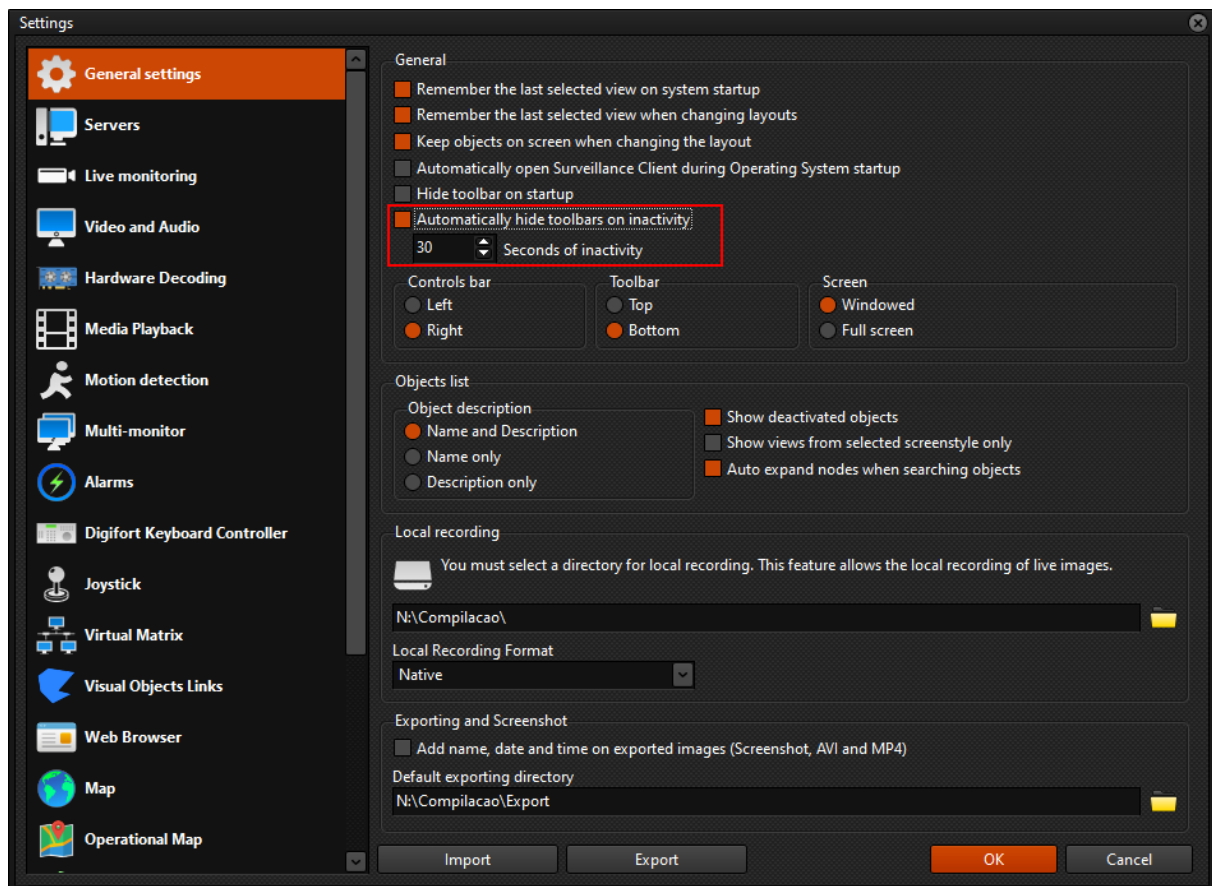 Settings
General settings
Servers
Live monitoring
Video and Audio
Hardware Decoding
Media Playback
Motion detection
Multi-monitor
Alarms
Digifort Keyboard Controller
Joystick
Virtual Matrix
Visual Objects Links
Web Browser
Map
Operational Map
General
Remember the last selected view on system startup
Remember the last selected view when changing layouts
Keep objects on screen when changing the layout
Automatically open Surveillance Client during Operating System startup
Hide toolbar on startup
Automatically hide toolbars on inactivity
30 Seconds of inactivity
Controls bar
Left
Right
Toolbar
Top
Bottom
Screen
Windowed
Full screen
Objects list
Object description
Name and Description
Name only
Description only
Show deactivated objects
Show views from selected screenstyle only
Auto expand nodes when searching objects
Local recording
You must select a directory for local recording. This feature allows the local recording of live images.
N:\Compilacao\
Local Recording Format
Native
Exporting and Screenshot
Add name, date and time on exported images (Screenshot, AVI and MP4)
Default exporting directory
N:\Compilacao\Export
Import Export OK Cancel